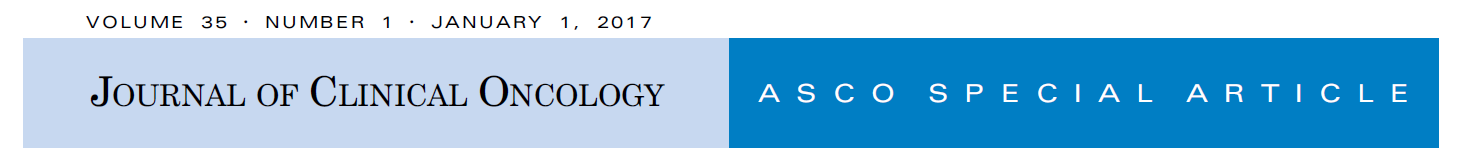 VOLUME 35 · NUMBER 1 · JANUARY 1, 2017
JOURNAL OF CLINICAL ONCOLOGY
ASCO SPECIAL ARTICLE